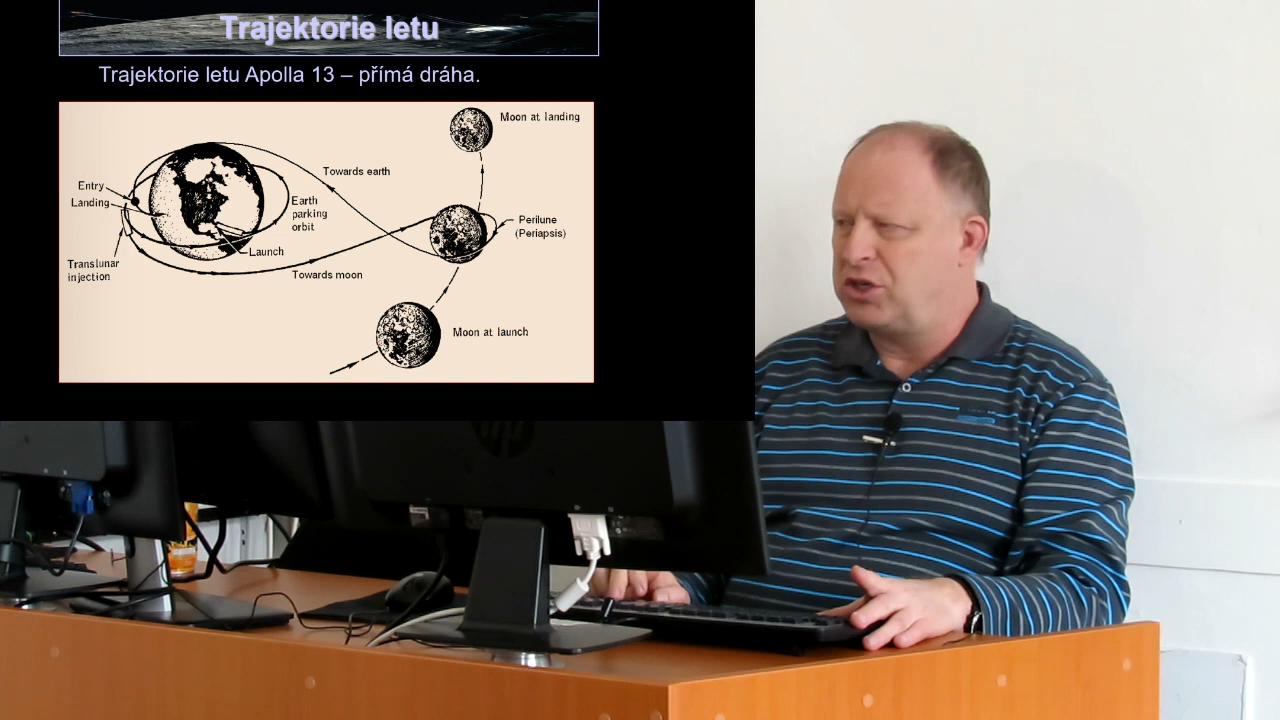 Trajektorie letu
Trajektorie letu Apolla 13 – přímá dráha.
Moon at landing
Towards earth
Entry
Landing
Earth
parking
orbit
Perilune
(Periapsis)
Launch
Translunar
injection
Towards moon
Moon at launch
hp